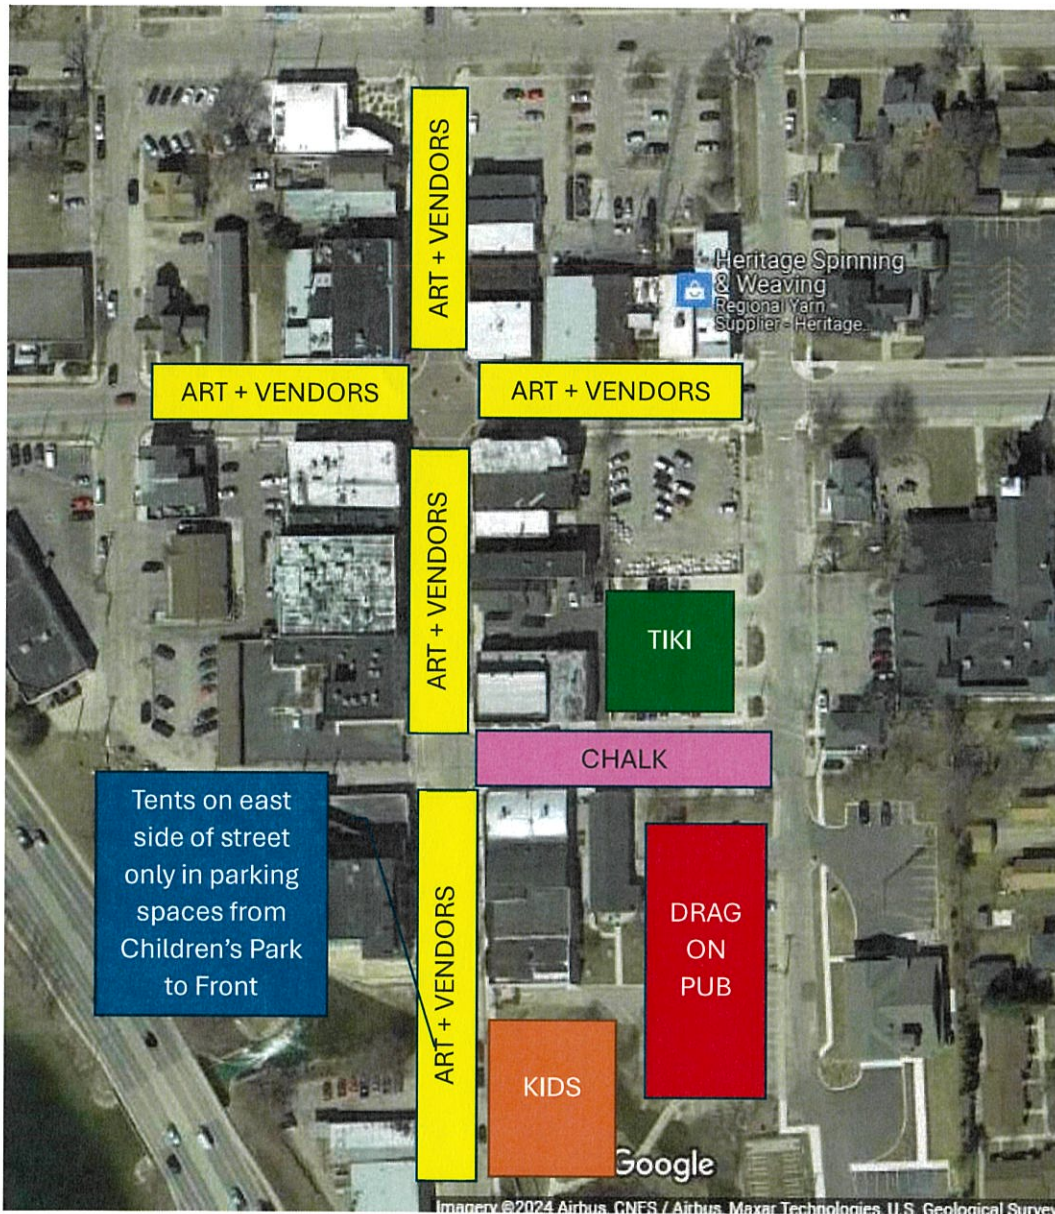 ART + VENDORS
Heritage Spinning
& Weaving
Regional Yarn
Supplier - Heritage...
ART + VENDORS
ART + VENDORS
ART + VENDORS
TIKI
CHALK
Tents on east
side of street
only in parking
spaces from
Children's Park
to Front
ART + VENDORS
DRAG
ON
PUB
KIDS
Google
Imagery ©2024 Airbus, CNES / Airbus, Maxar Technologies, U.S. Geological Survey